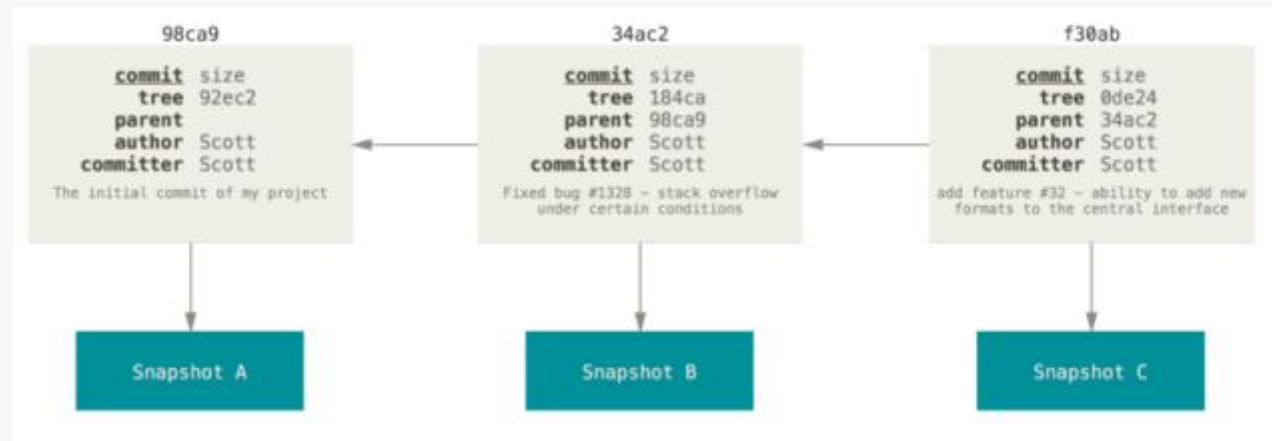 98ca9
commit size
tree 92ec2
parent
author Scott
committer Scott
The initial commit of my project
Snapshot A
34ac2
commit size
tree 184ca
parent 98ca9
author Scott
committer Scott
Fixed bug #1328 – stack overflow
under certain conditions
Snapshot B
f30ab
commit size
tree 0de24
parent 34ac2
author Scott
committer Scott
add feature #32 – ability to add new
formats to the central interface
Snapshot C